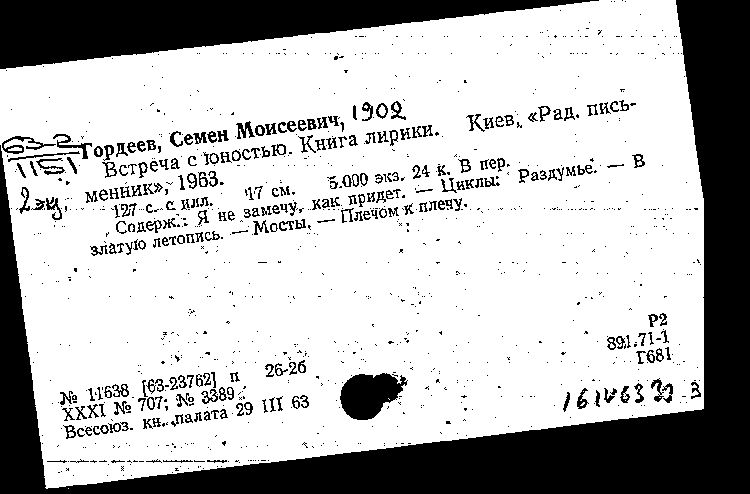 63-2
1151
2 экз.
Гордеев, Семен Моисеевич, 1902
Встреча с юностью. Книга лирики. Киев, «Рад. пись-
менник», 1963.
127 с. с илл. 17 см. 5.000 экз. 24 к. В пер.
Содерж.: Я не замечу, как придет. — Циклы: Раздумье. — В
златую летопись. — Мосты. — Плечом к плечу.
Р2
891.71-1
Г681
№ 11638 [63-23762] п 26-2б
XXXI № 707; № 3389
Всесоюз. кн. палата 29 III 63